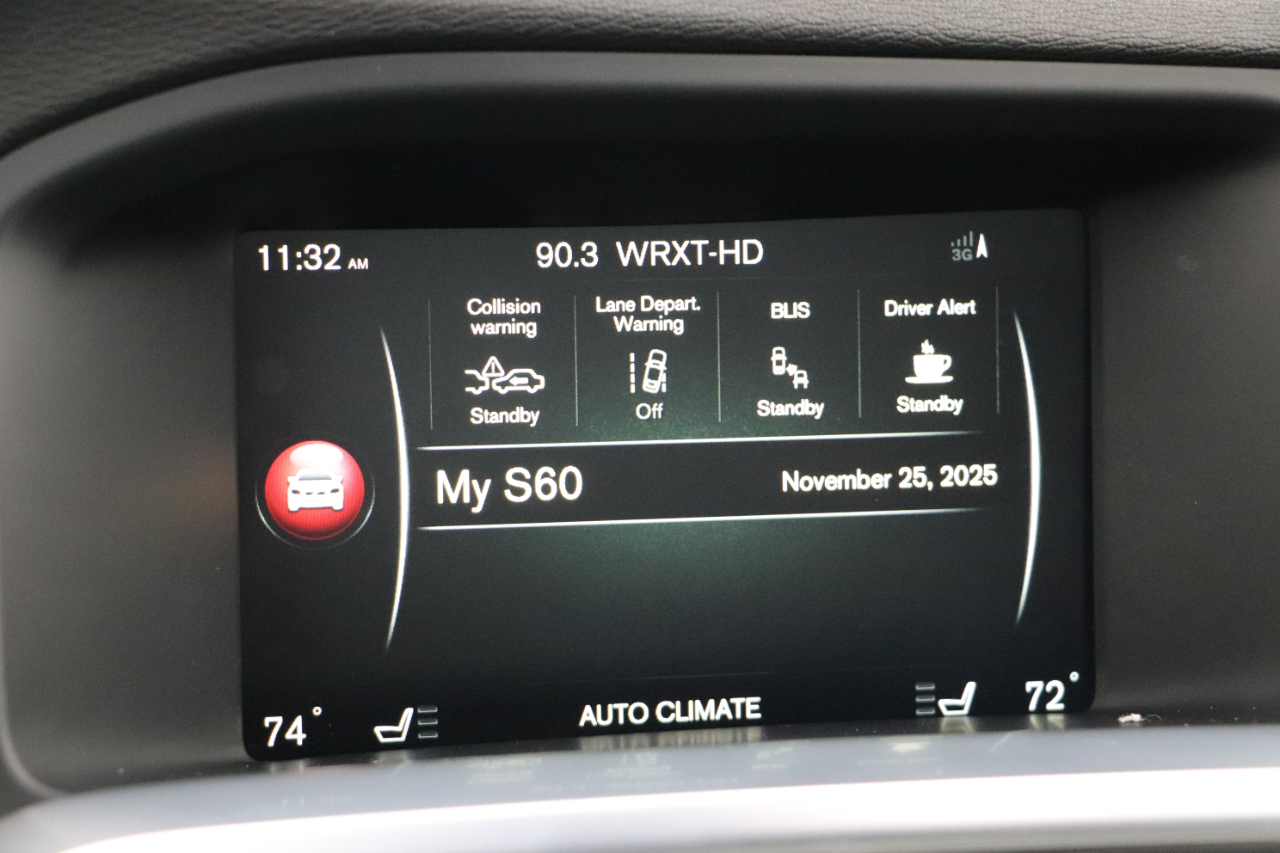 11:32 AM
90.3 WRXT-HD
3G
Collision
warning
Standby
Lane Depart.
Warning
Off
BLIS
Standby
Driver Alert
Standby
My S60
November 25, 2025
74°
AUTO CLIMATE
72°